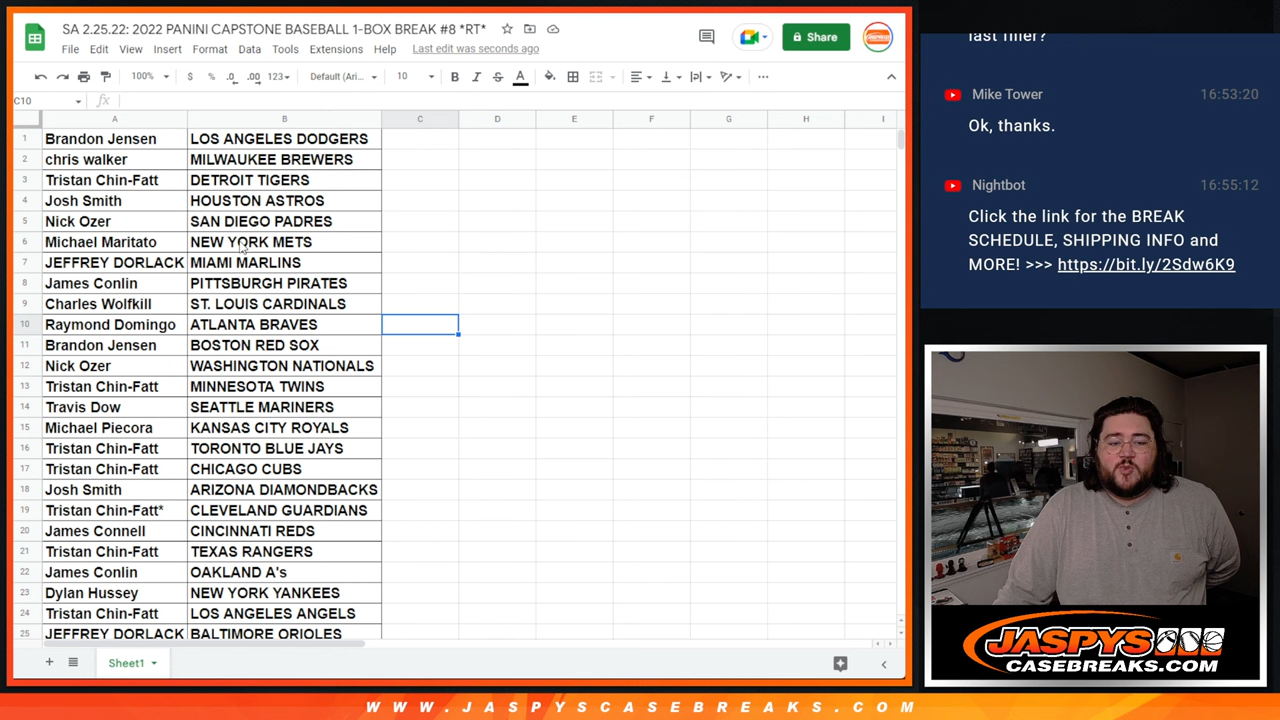 SA 2.25.22: 2022 PANINI CAPSTONE BASEBALL 1-BOX BREAK #8 *RT*
File Edit View Insert Format Data Tools Extensions Help Last edit was seconds ago
Share
100% $ % .0 .00 123 Default (Ari... 10 B I S A
C10 fx
A B C D E F G H I
1 Brandon Jensen LOS ANGELES DODGERS
2 chris walker MILWAUKEE BREWERS
3 Tristan Chin-Fatt DETROIT TIGERS
4 Josh Smith HOUSTON ASTROS
5 Nick Ozer SAN DIEGO PADRES
6 Michael Maritato NEW YORK METS
7 JEFFREY DORLACK MIAMI MARLINS
8 James Conlin PITTSBURGH PIRATES
9 Charles Wolfkill ST. LOUIS CARDINALS
10 Raymond Domingo ATLANTA BRAVES
11 Brandon Jensen BOSTON RED SOX
12 Nick Ozer WASHINGTON NATIONALS
13 Tristan Chin-Fatt MINNESOTA TWINS
14 Travis Dow SEATTLE MARINERS
15 Michael Piecora KANSAS CITY ROYALS
16 Tristan Chin-Fatt TORONTO BLUE JAYS
17 Tristan Chin-Fatt CHICAGO CUBS
18 Josh Smith ARIZONA DIAMONDBACKS
19 Tristan Chin-Fatt* CLEVELAND GUARDIANS
20 James Connell CINCINNATI REDS
21 Tristan Chin-Fatt TEXAS RANGERS
22 James Conlin OAKLAND A's
23 Dylan Hussey NEW YORK YANKEES
24 Tristan Chin-Fatt LOS ANGELES ANGELS
25 JEFFREY DORLACK BALTIMORE ORIOLES
Sheet1
last filler?
Mike Tower 16:53:20
Ok, thanks.
Nightbot 16:55:12
Click the link for the BREAK
SCHEDULE, SHIPPING INFO and
MORE! >>> https://bit.ly/2Sdw6K9
JASPYS
CASEBREAKS.COM
WWW.JASPYSCASEBREAKS.COM